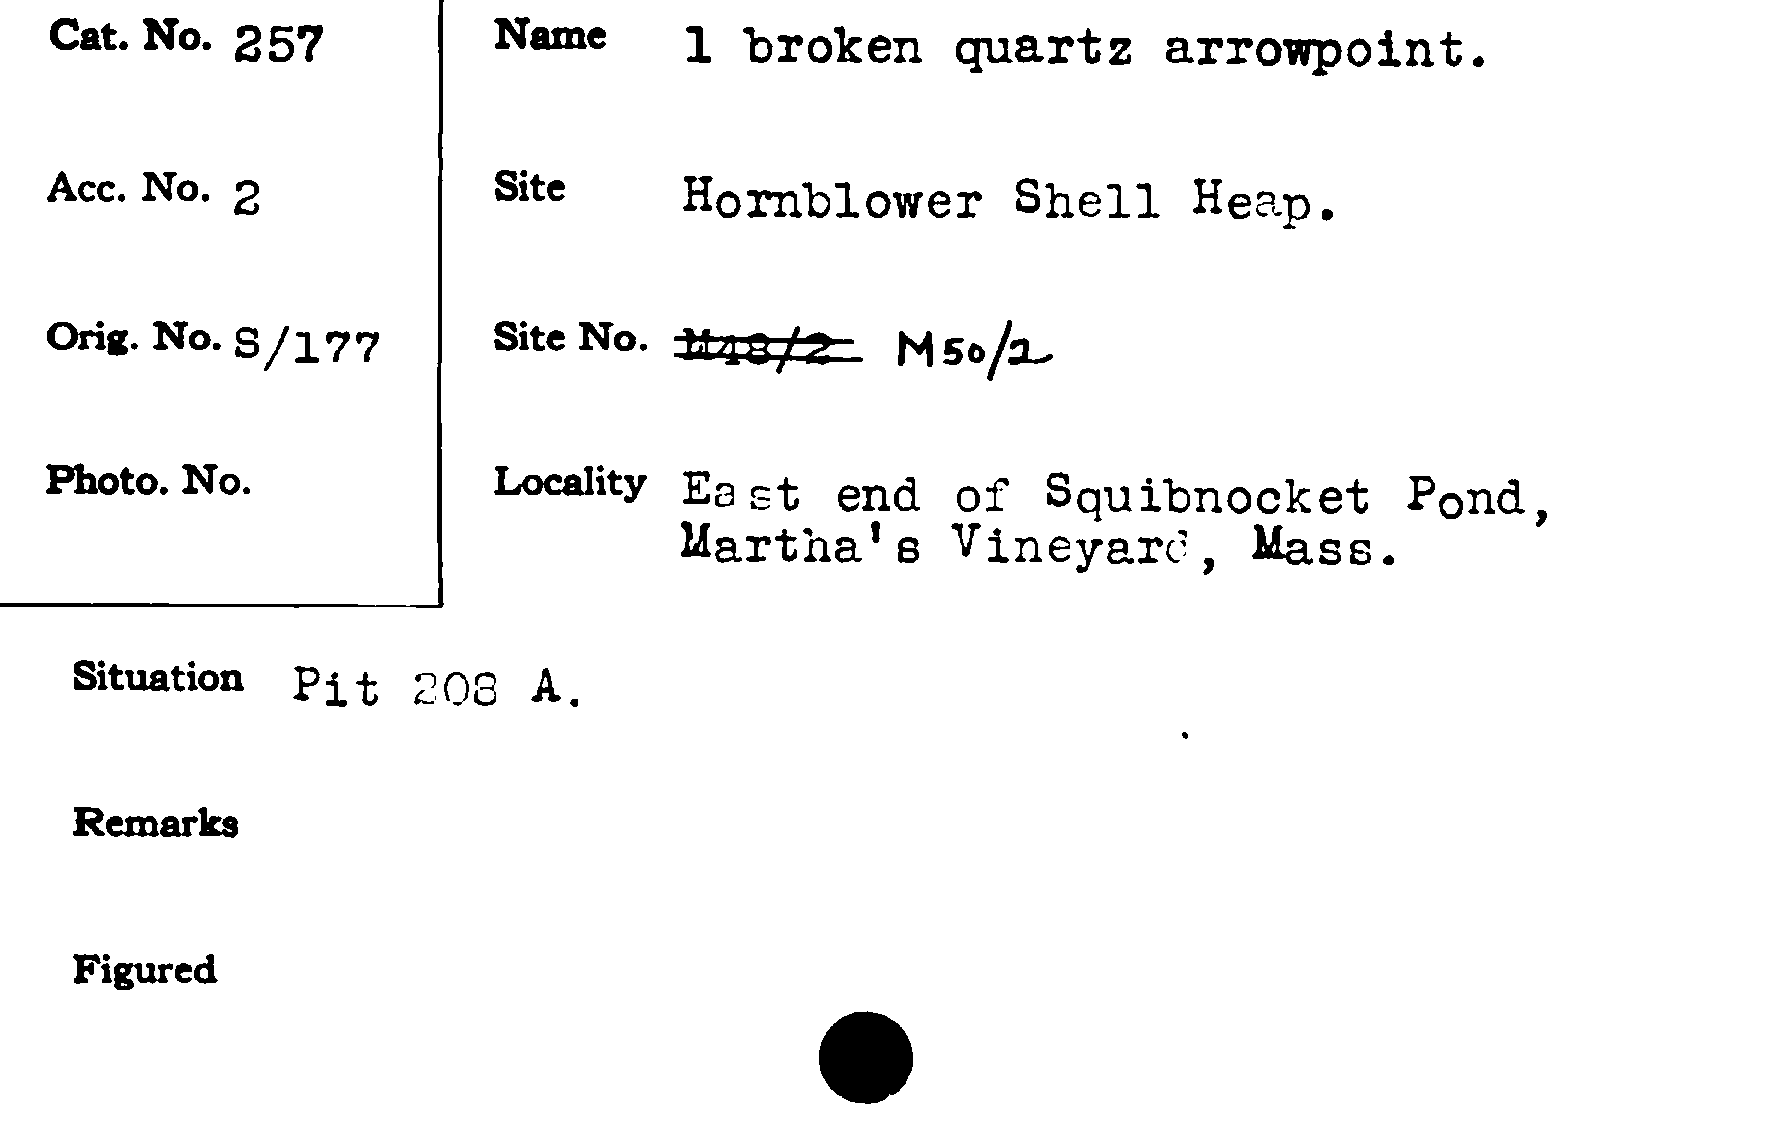 Cat. No. 257
Name 1 broken quartz arrowpoint.
Acc. No. 2
Site Hornblower Shell Heap.
Orig. No. S/177
Site No. M48/2 M50/2
Photo. No.
Locality East end of Squibnocket Pond,
Martha's Vineyard, Mass.
Situation Pit 208 A.
Remarks
Figured